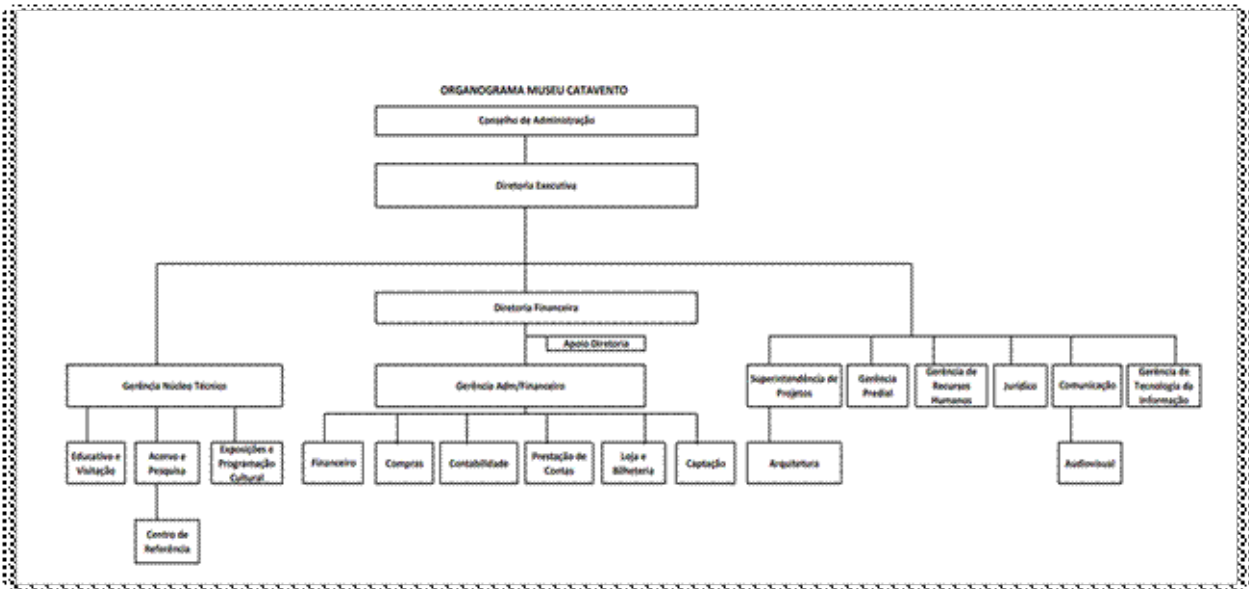 ORGANOGRAMA MUSEU CATAVENTO
Conselho de Administração
Diretoria Executiva
Diretoria Financeira
Apoio Diretoria
Gerência Núcleo Técnico
Gerência Adm/Financeiro
Superintendência de
Projetos
Gerência
Predial
Gerência de
Recursos
Humanos
Jurídico
Comunicação
Gerência de
Tecnologia da
Informação
Educativo e
Visitação
Acervo e
Pesquisa
Exposições e
Programação
Cultural
Financeiro
Compras
Contabilidade
Prestação de
Contas
Loja e
Bilheteria
Captação
Arquitetura
Audiovisual
Centro de
Referência